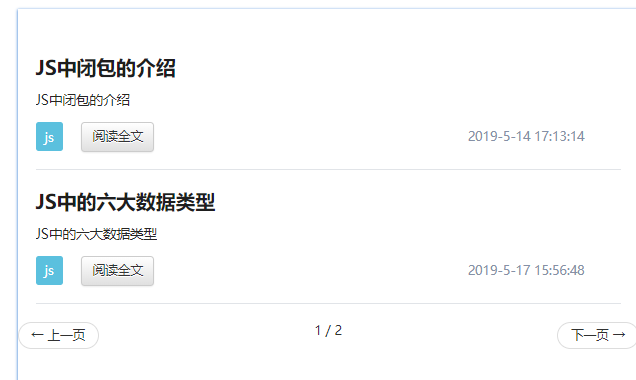 JS中闭包的介绍
JS中闭包的介绍
js 阅读全文 2019-5-14 17:13:14
JS中的六大数据类型
JS中的六大数据类型
js 阅读全文 2019-5-17 15:56:48
← 上一页 1 / 2 下一页 →